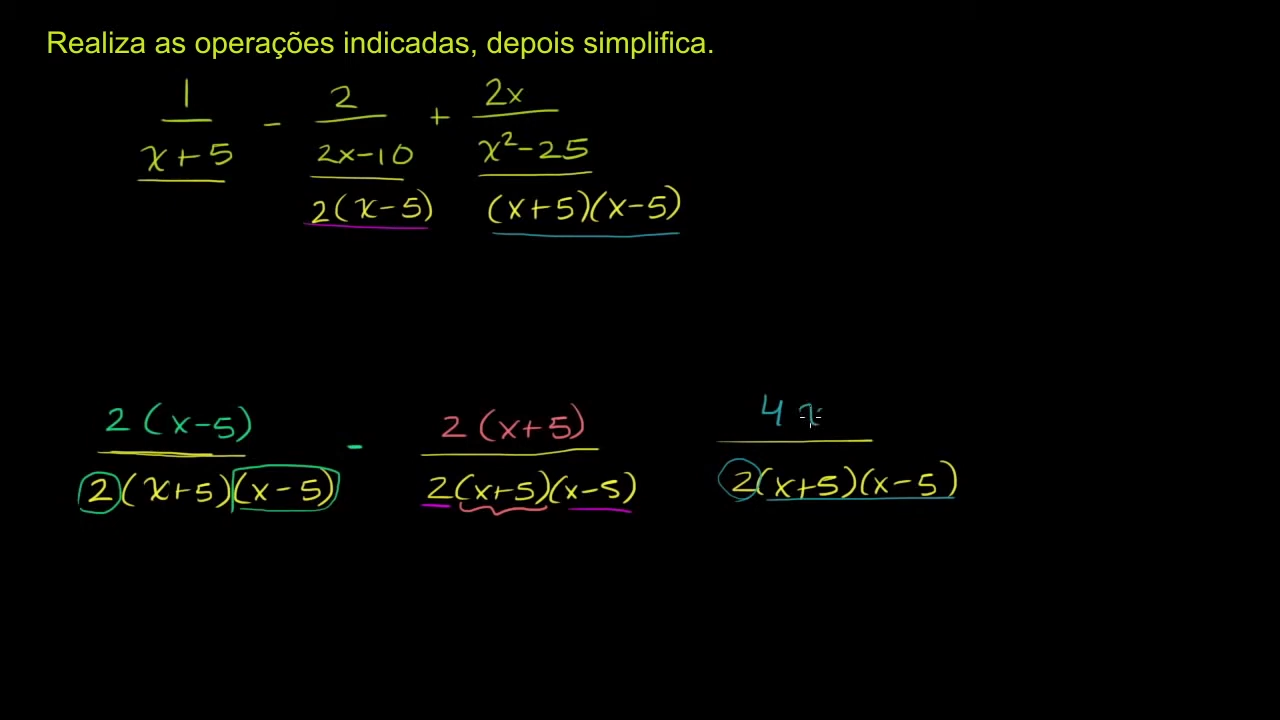 Realiza as operações indicadas, depois simplifica.
1/(x+5) - 2/(2x-10) + 2x/(x²-25)
2(x-5) (x+5)(x-5)
2(x-5)/2(x+5)(x-5) - 2(x+5)/2(x+5)(x-5) 4x/2(x+5)(x-5)